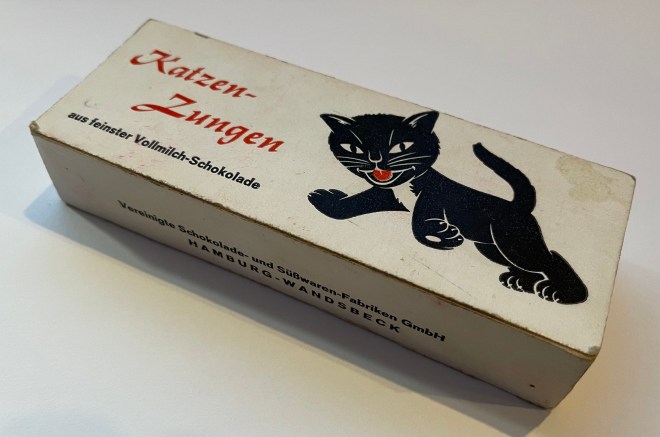 Katzen-
Zungen
aus feinster Vollmilch-Schokolade
Vereinigte Schokolade- und Süßwaren-Fabriken GmbH
HAMBURG-WANDSBECK